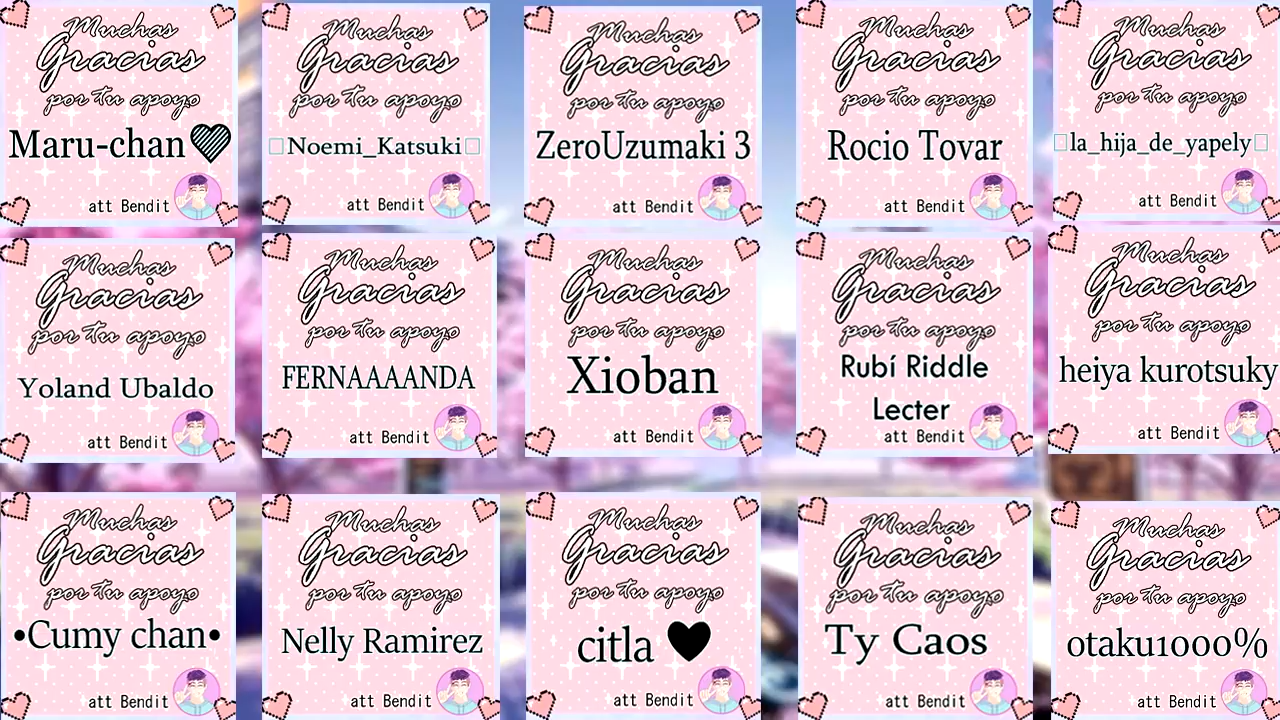 Muchas
Gracias
por tu apoyo
Maru-chan🖤
att Bendit
Muchas
Gracias
por tu apoyo
□Noemi_Katsuki□
att Bendit
Muchas
Gracias
por tu apoyo
ZeroUzumaki 3
att Bendit
Muchas
Gracias
por tu apoyo
Rocio Tovar
att Bendit
Muchas
Gracias
por tu apoyo
□la_hija_de_yapely□
att Bendit
Muchas
Gracias
por tu apoyo
Yoland Ubaldo
att Bendit
Muchas
Gracias
por tu apoyo
FERNAAAANDA
att Bendit
Muchas
Gracias
por tu apoyo
Xioban
att Bendit
Muchas
Gracias
por tu apoyo
Rubí Riddle
Lecter
att Bendit
Muchas
Gracias
por tu apoyo
heiya kurotsuky
att Bendit
Muchas
Gracias
por tu apoyo
•Cumy chan•
att Bendit
Muchas
Gracias
por tu apoyo
Nelly Ramirez
att Bendit
Muchas
Gracias
por tu apoyo
citla 🖤
att Bendit
Muchas
Gracias
por tu apoyo
Ty Caos
att Bendit
Muchas
Gracias
por tu apoyo
otaku1000%
att Bendit